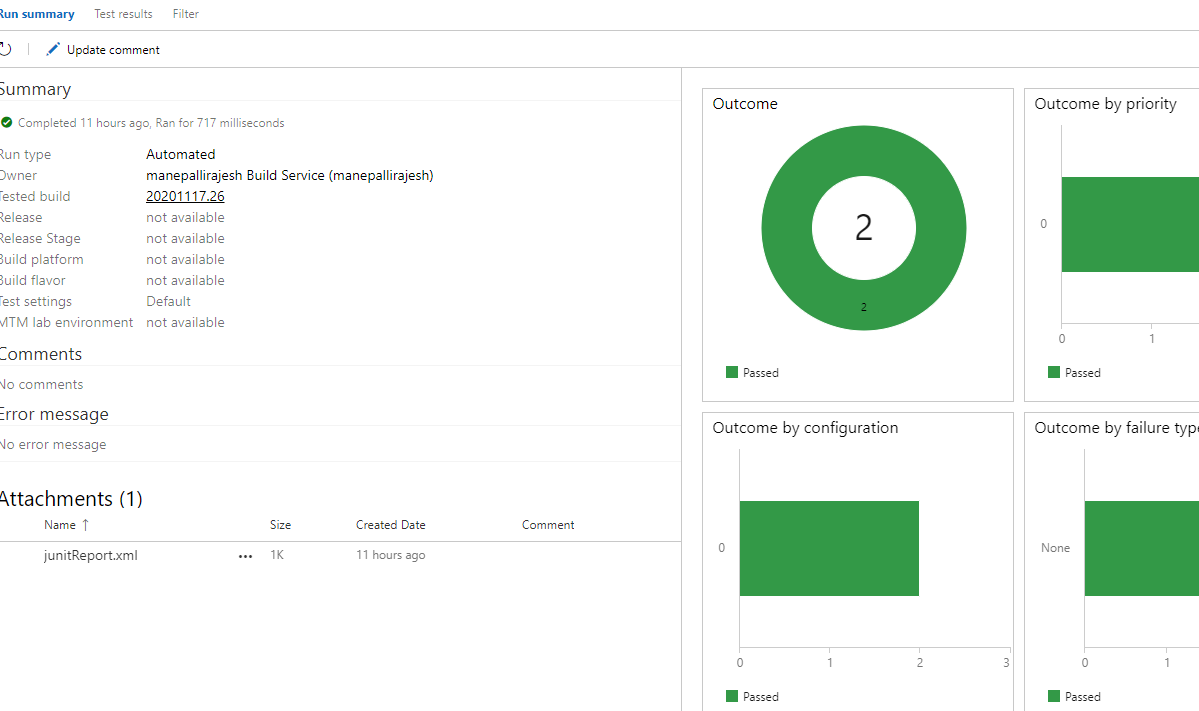 Run summary Test results Filter
Update comment
Summary
Completed 11 hours ago, Ran for 717 milliseconds
Run type Automated
Owner manepallirajesh Build Service (manepallirajesh)
Tested build 20201117.26
Release not available
Release Stage not available
Build platform not available
Build flavor not available
Test settings Default
MTM lab environment not available
Comments
No comments
Error message
No error message
Attachments (1)
Name ↑ Size Created Date Comment
junitReport.xml ... 1K 11 hours ago
Outcome
2
2
Passed
Outcome by priority
0
0 1
Passed
Outcome by configuration
0
0 1 2 3
Passed
Outcome by failure type
None
0 1
Passed